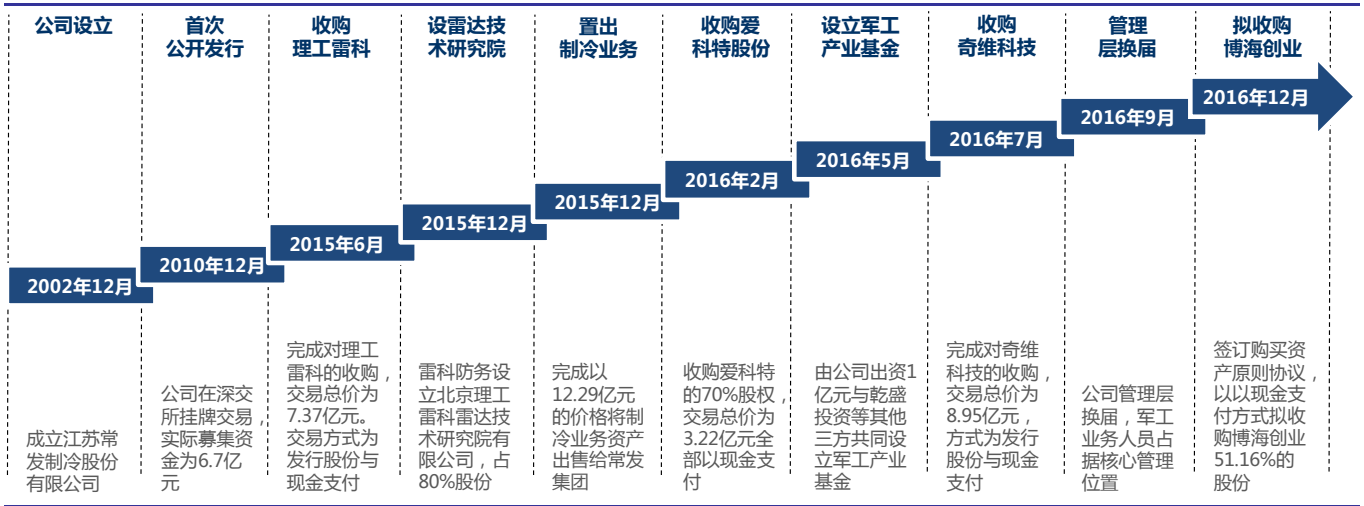 公司设立
首次
公开发行
收购
理工雷科
设雷达技
术研究院
置出
制冷业务
收购爱
科特股份
设立军工
产业基金
收购
奇维科技
管理
层换届
拟收购
博海创业
2002年12月
2010年12月
2015年6月
2015年12月
2015年12月
2016年2月
2016年5月
2016年7月
2016年9月
2016年12月
成立江苏常
发制冷股份
有限公司
公司在深交
所挂牌交易，
实际募集资
金为6.7亿
元
完成对理工
雷科的收购，
交易总价为
7.37亿元。
交易方式为
发行股份与
现金支付
雷科防务设
立北京理工
雷科雷达技
术研究院有
限公司，占
80%股份
完成以
12.29亿元
的价格将制
冷业务资产
出售给常发
集团
收购爱科特
的70%股权，
交易总价为
3.22亿元全
部以现金支
付
由公司出资1
亿元与乾盛
投资等其他
三方共同设
立军工产业
基金
完成对奇维
科技的收购，
交易总价为
8.95亿元，
方式为发行
股份与现金
支付
公司管理层
换届，军工
业务人员占
据核心管理
位置
签订购买资
产原则协议，
以以现金支
付方式拟收
购博海创业
51.16%的
股份